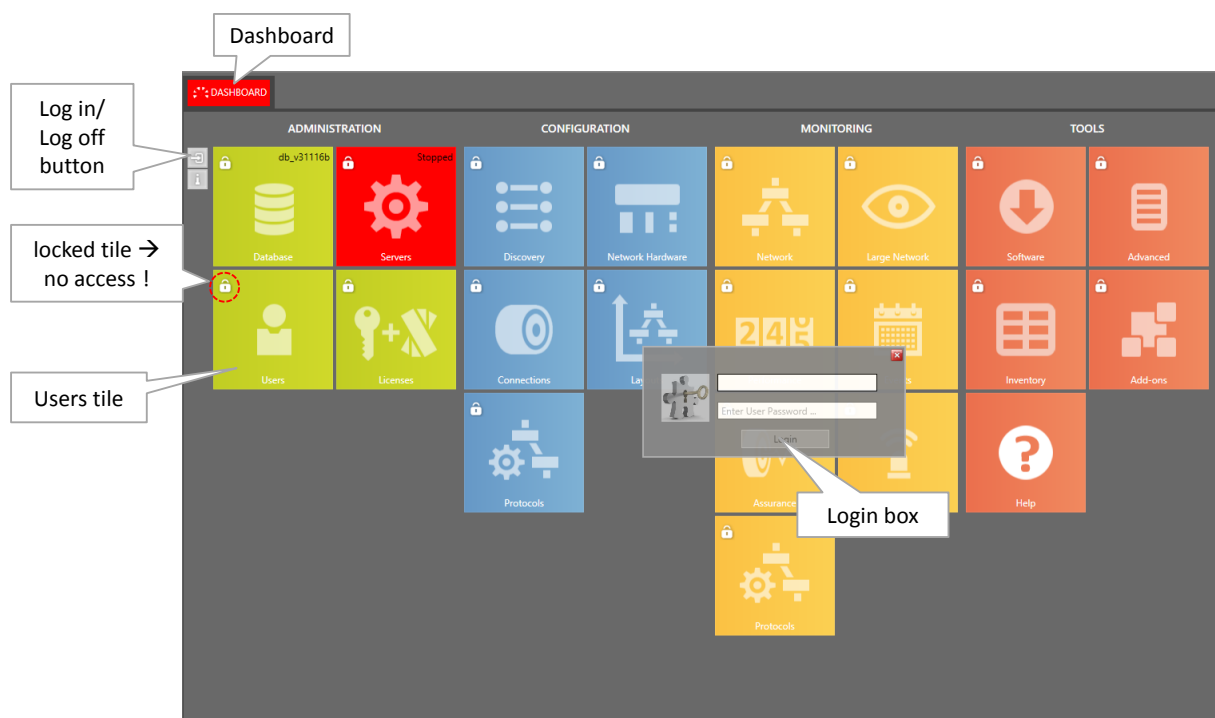 Dashboard
DASHBOARD
Log in/
Log off
button
ADMINISTRATION
CONFIGURATION
MONITORING
TOOLS
db_v31116b
Stopped
Database
Servers
Discovery
Network Hardware
Network
Large Network
Software
Advanced
locked tile →
no access !
245
Users
Licenses
Connections
Inventory
Add-ons
Users tile
Enter User Password ...
Login
Protocols
Assurance
Help
Login box
Protocols